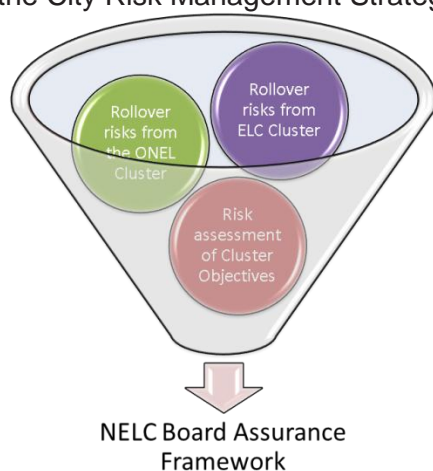 the City Risk Management Strateg
Rollover
risks from
the ONEL
Cluster
Rollover
risks from
ELC Cluster
Risk
assessment
of Cluster
Objectives
NELC Board Assurance
Framework